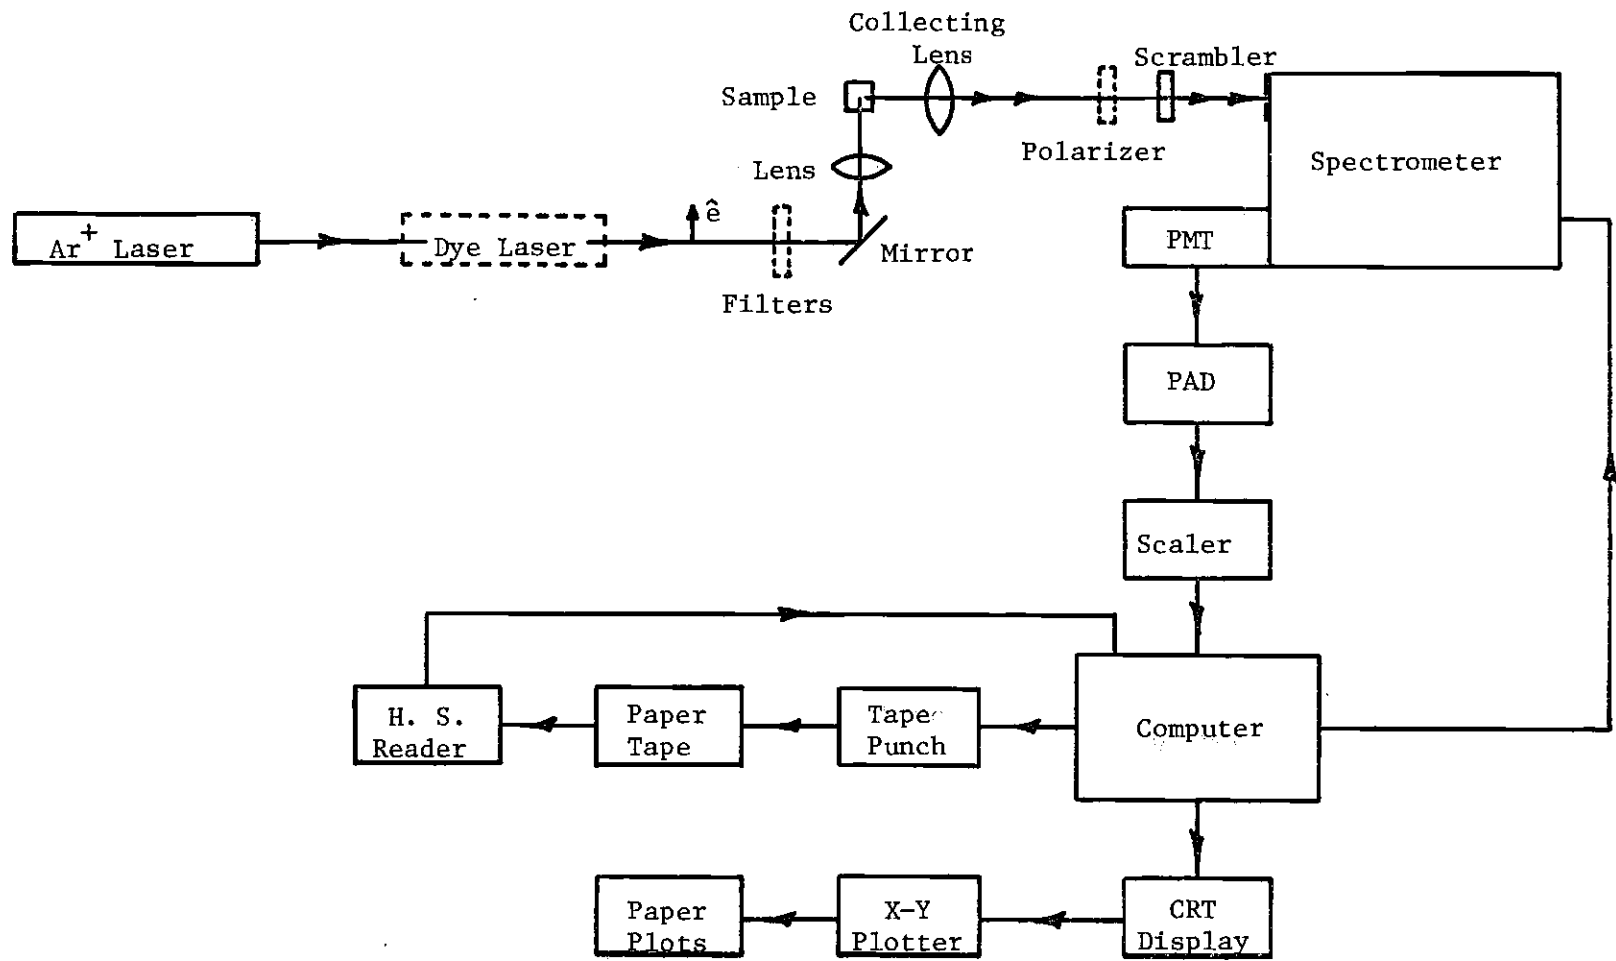 Collecting
Lens
Scrambler
Sample
Polarizer
Spectrometer
Lens
ê
Ar+ Laser
Dye Laser
Mirror
PMT
Filters
PAD
Scaler
H. S.
Reader
Paper
Tape
Tape
Punch
Computer
Paper
Plots
X-Y
Plotter
CRT
Display